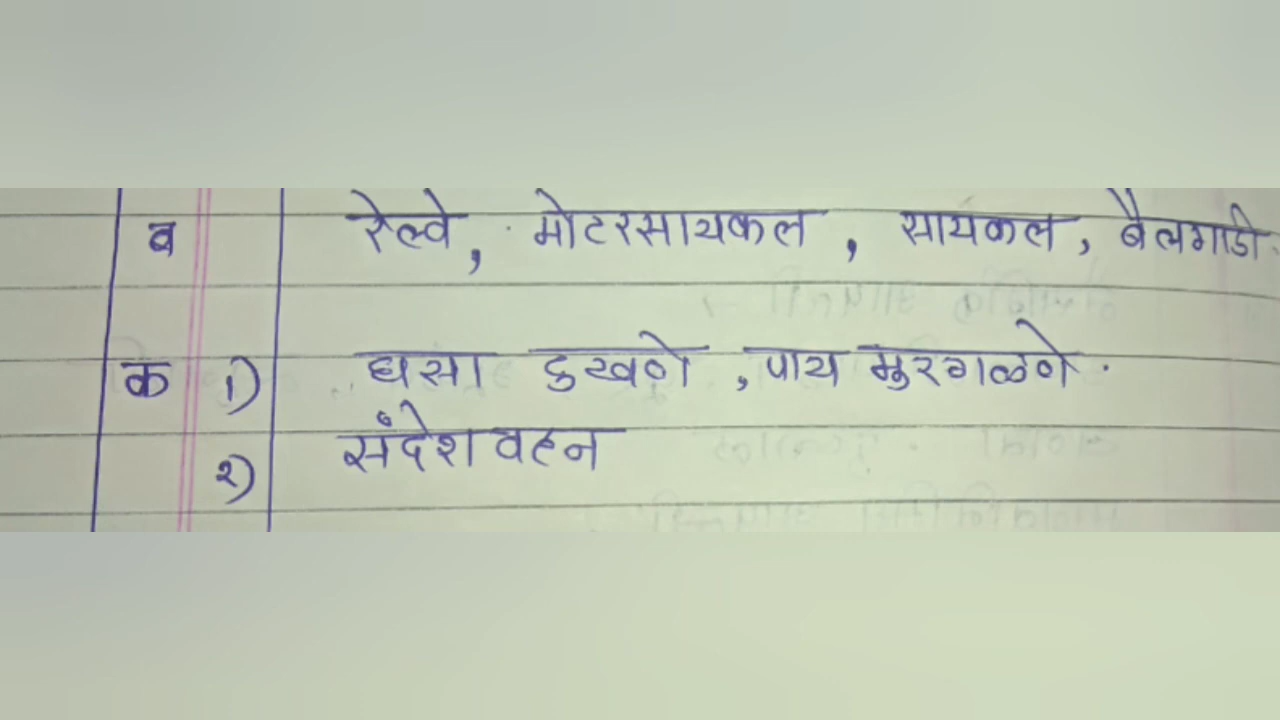 ब रेल्वे, मोटरसायकल, सायकल, बैलगाडी.
क १) घसा दुखणे, पाय मुरगळणे.
२) संदेशवहन